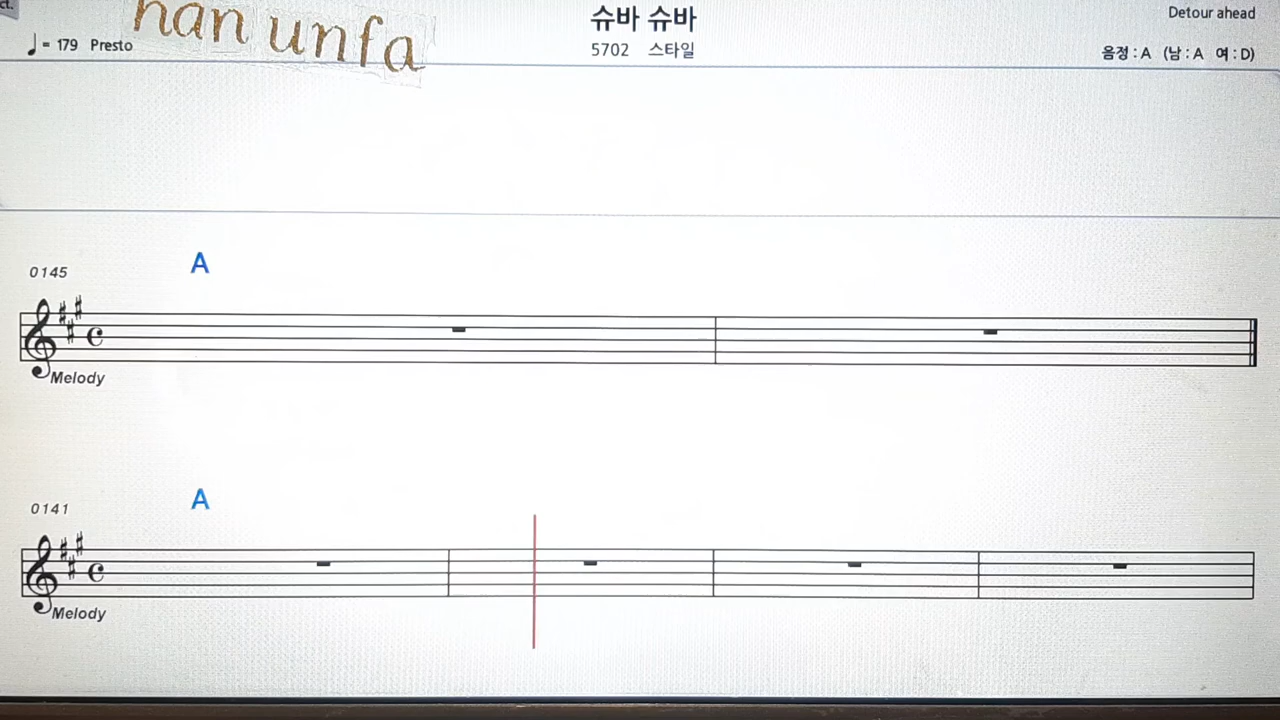 ct.
han unfa
슈바 슈바
Detour ahead
♩= 179 Presto
5702 스타일
음정 : A (남 : A 여 : D)
0145
A
Melody
0141
A
Melody